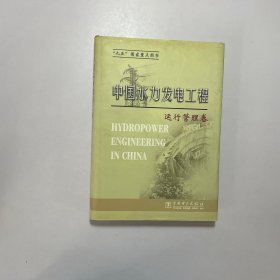 "九五"国家重点图书
中国水力发电工程
运行管理卷
HYDROPOWER
ENGINEERING
IN CHINA
中国电力出版社